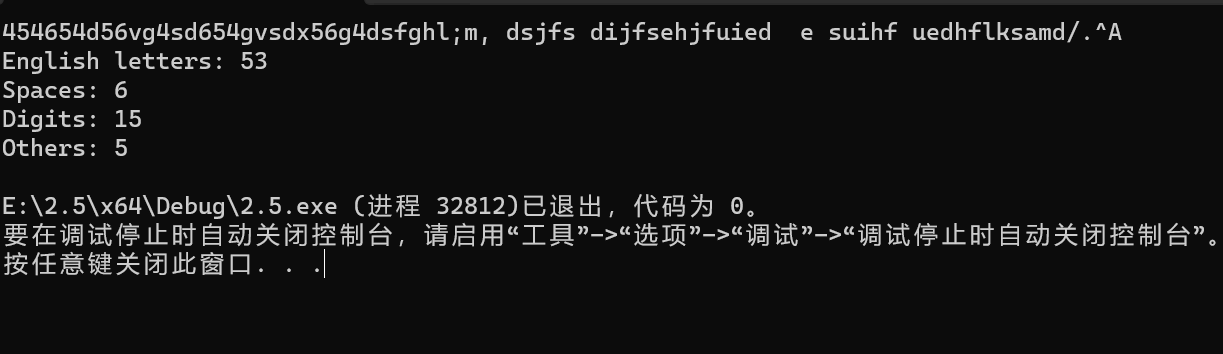 454654d56vg4sd654gvsdx56g4dsfghl;m, dsjfs dijfsehjfuied  e suihf uedhflksamd/.^A
English letters: 53
Spaces: 6
Digits: 15
Others: 5

E:\2.5\x64\Debug\2.5.exe (进程 32812)已退出，代码为 0。
要在调试停止时自动关闭控制台，请启用“工具”->“选项”->“调试”->“调试停止时自动关闭控制台”。
按任意键关闭此窗口. . .